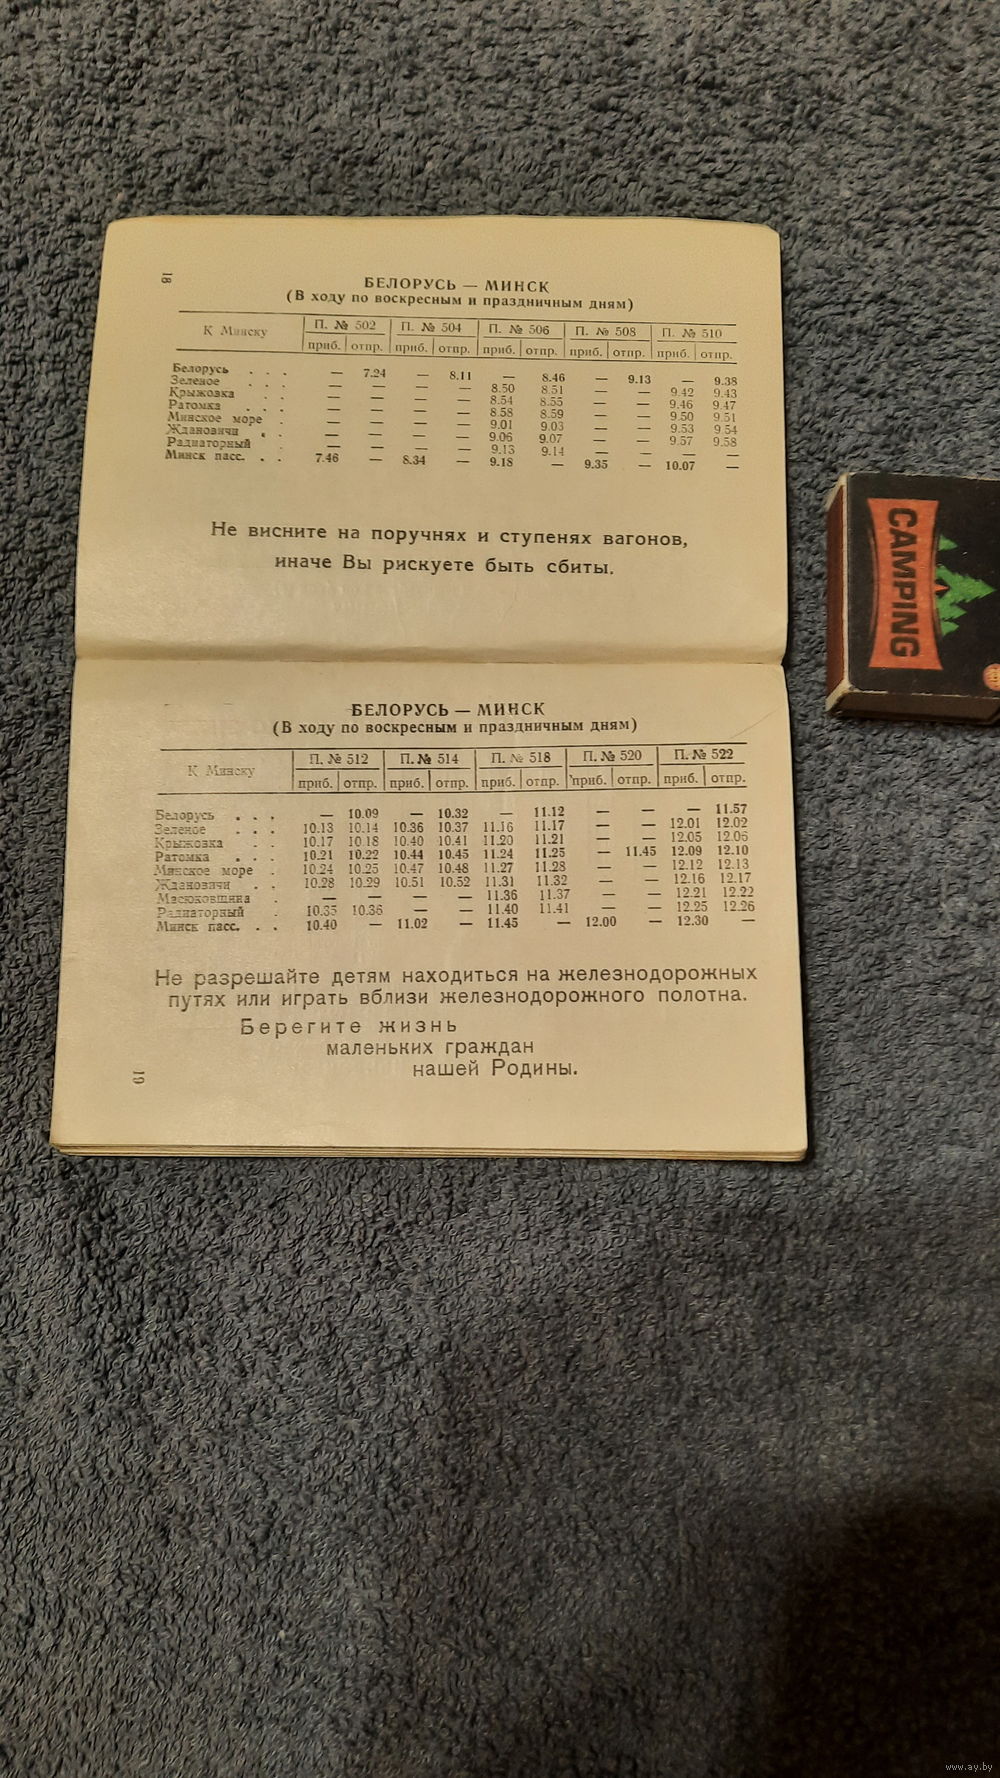 18
БЕЛОРУСЬ — МИНСК
(В ходу по воскресным и праздничным дням)
К Минску П. № 502 П. № 504 П. № 506 П. № 508 П. № 510
приб. отпр. приб. отпр. приб. отпр. приб. отпр. приб. отпр.
Белорусь . . . — 7.24 — 8.11 — 8.46 — 9.13 — 9.38
Зеленое . . . — — — — 8.50 8.51 — — 9.42 9.43
Крыжовка . . — — — — 8.54 8.55 — — 9.46 9.47
Ратомка . . . — — — — 8.58 8.59 — — 9.50 9.51
Минское море . — — — — 9.01 9.03 — — 9.53 9.54
Ждановичи . . — — — — 9.06 9.07 — — 9.57 9.58
Радиаторный . — — — — 9.13 9.14 — — — —
Минск пасс. . . 7.46 — 8.34 — 9.18 — 9.35 — 10.07 —
Не висните на поручнях и ступенях вагонов,
иначе Вы рискуете быть сбиты.
БЕЛОРУСЬ — МИНСК
(В ходу по воскресным и праздничным дням)
К Минску П. № 512 П. № 514 П. № 518 П. № 520 П. № 522
приб. отпр. приб. отпр. приб. отпр. приб. отпр. приб. отпр.
Белорусь . . . — 10.09 — 10.32 — 11.12 — — — 11.57
Зеленое . . . 10.13 10.14 10.36 10.37 11.16 11.17 — — 12.01 12.02
Крыжовка . . 10.17 10.18 10.40 10.41 11.20 11.21 — — 12.05 12.06
Ратомка . . . 10.21 10.22 10.44 10.45 11.24 11.25 — 11.45 12.09 12.10
Минское море . 10.24 10.25 10.47 10.48 11.27 11.28 — — 12.12 12.13
Ждановичи . . 10.28 10.29 10.51 10.52 11.31 11.32 — — 12.16 12.17
Масюковщина . — — — — 11.36 11.37 — — 12.21 12.22
Радиаторный . 10.35 10.36 — — 11.40 11.41 — — 12.25 12.26
Минск пасс. . . 10.40 — 11.02 — 11.45 — 12.00 — 12.30 —
Не разрешайте детям находиться на железнодорожных
путях или играть вблизи железнодорожного полотна.
Берегите жизнь
маленьких граждан
нашей Родины.
19
CAMPING
www.ay.by